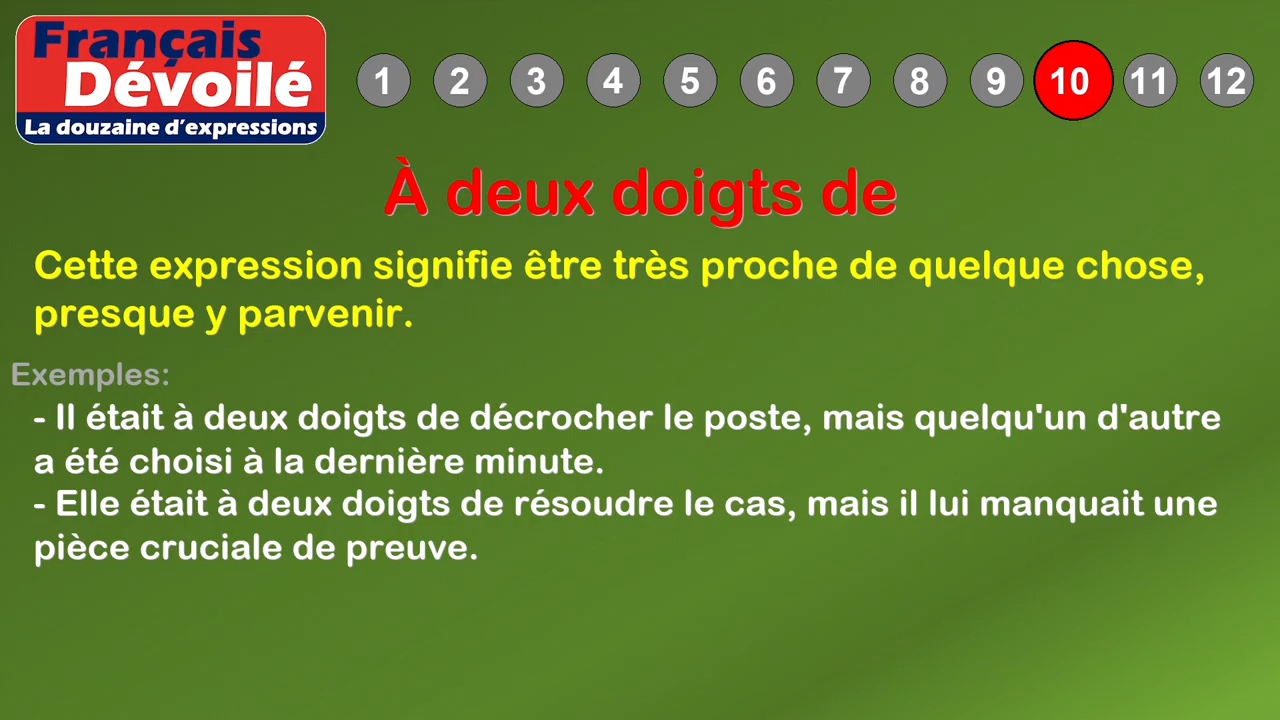 Français
Dévoilé
La douzaine d'expressions
1 2 3 4 5 6 7 8 9 10 11 12
À deux doigts de
Cette expression signifie être très proche de quelque chose,
presque y parvenir.
Exemples:
- Il était à deux doigts de décrocher le poste, mais quelqu'un d'autre
a été choisi à la dernière minute.
- Elle était à deux doigts de résoudre le cas, mais il lui manquait une
pièce cruciale de preuve.